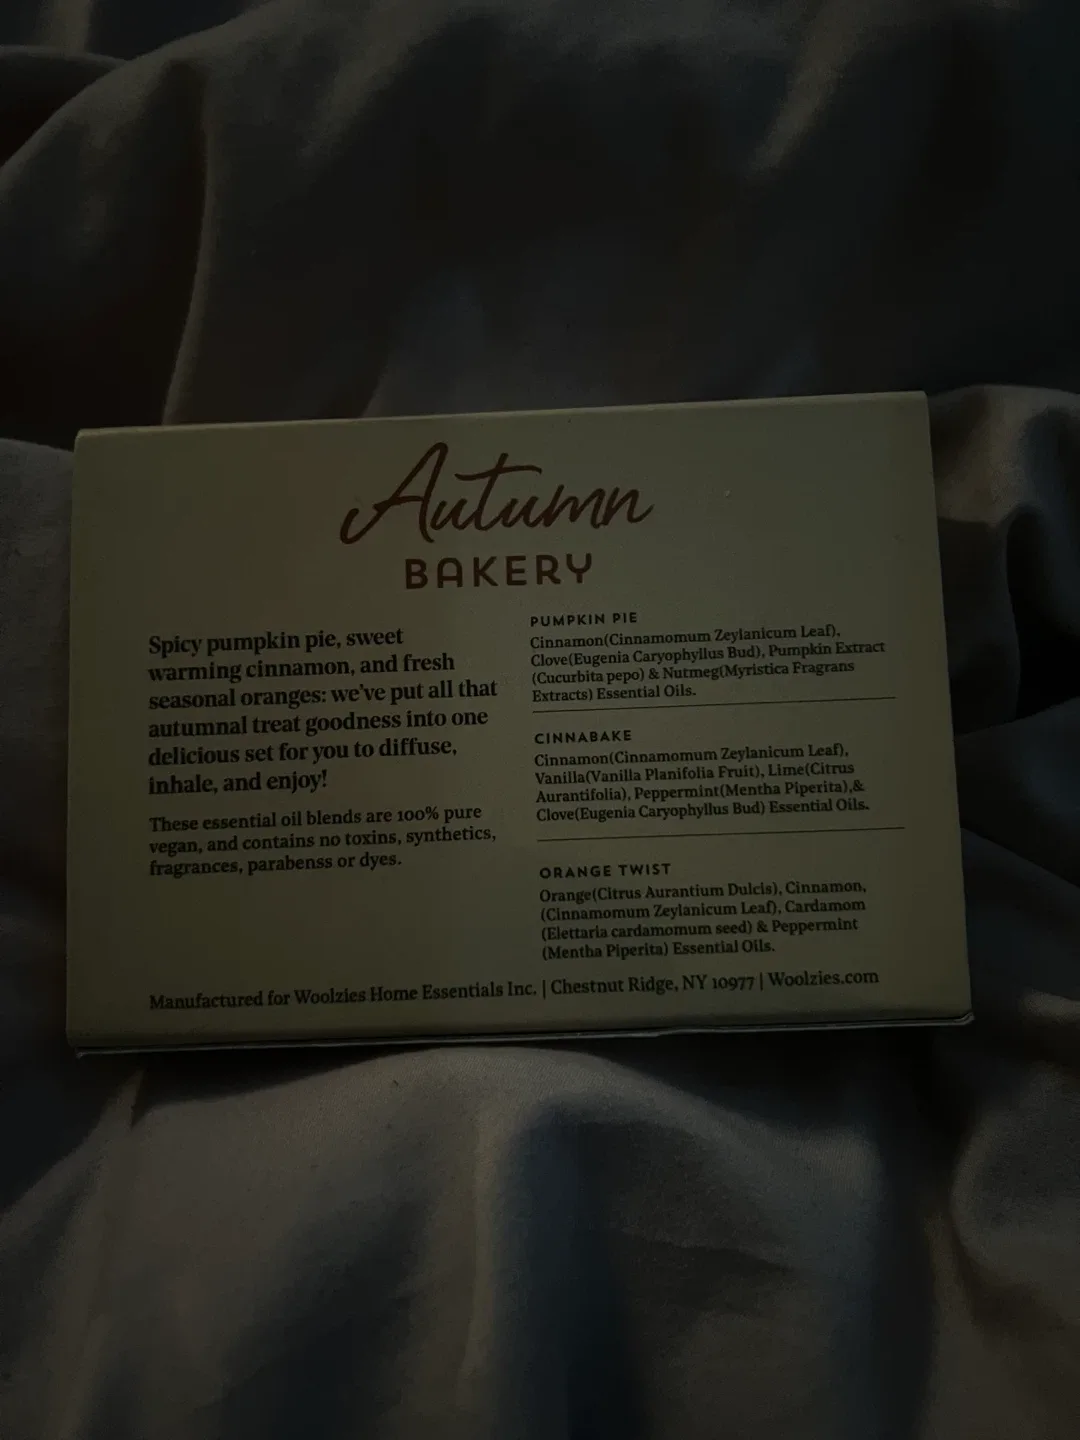 Autumn
BAKERY
Spicy pumpkin pie, sweet
warming cinnamon, and fresh
seasonal oranges: we've put all that
autumnal treat goodness into one
delicious set for you to diffuse,
inhale, and enjoy!
These essential oil blends are 100% pure
vegan, and contains no toxins, synthetics,
fragrances, parabenss or dyes.
PUMPKIN PIE
Cinnamon(Cinnamomum Zeylanicum Leaf),
Clove(Eugenia Caryophyllus Bud), Pumpkin Extract
(Cucurbita pepo) & Nutmeg(Myristica Fragrans
Extracts) Essential Oils.
CINNABAKE
Cinnamon(Cinnamomum Zeylanicum Leaf),
Vanilla(Vanilla Planifolia Fruit), Lime(Citrus
Aurantifolia), Peppermint(Mentha Piperita),&
Clove(Eugenia Caryophyllus Bud) Essential Oils.
ORANGE TWIST
Orange(Citrus Aurantium Dulcis), Cinnamon,
(Cinnamomum Zeylanicum Leaf), Cardamom
(Elettaria cardamomum seed) & Peppermint
(Mentha Piperita) Essential Oils.
Manufactured for Woolzies Home Essentials Inc. | Chestnut Ridge, NY 10977 | Woolzies.com